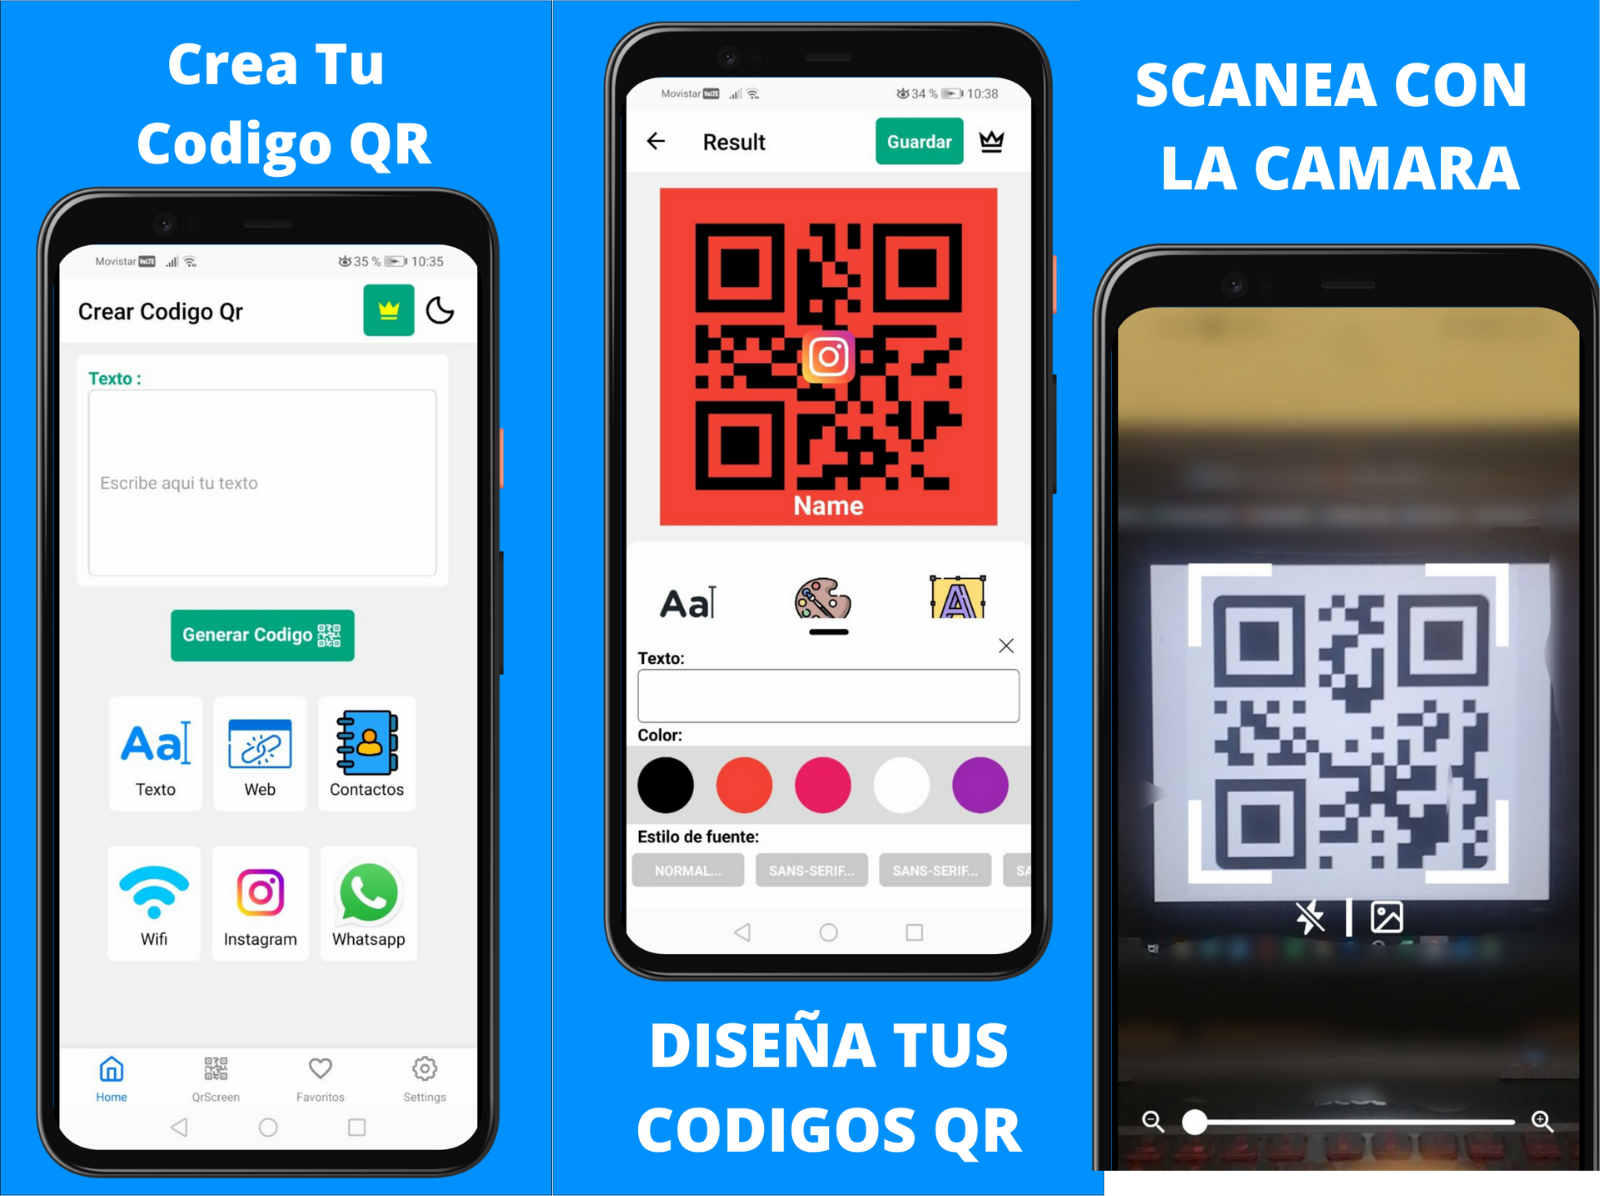 Crea Tu
Codigo QR
Movistar VoLTE 35 % 10:35
Crear Codigo Qr
Texto :
Escribe aqui tu texto
Generar Codigo
Aa
Texto
Web
Contactos
Wifi
Instagram
Whatsapp
Home
QrScreen
Favoritos
Settings
Movistar VoLTE 34 % 10:38
Result
Guardar
Name
Aa
A
Texto:
Color:
Estilo de fuente:
NORMAL...
SANS-SERIF...
SANS-SERIF...
SA
DISEÑA TUS
CODIGOS QR
SCANEA CON
LA CAMARA